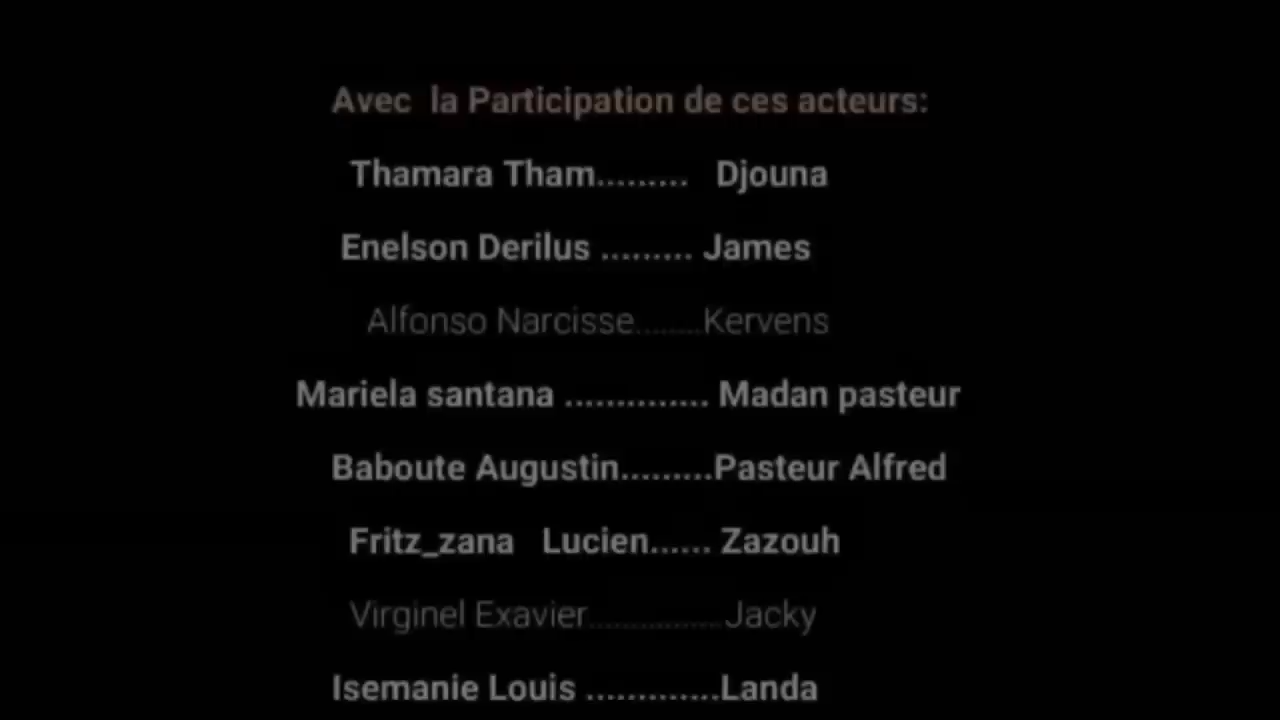 Avec la Participation de ces acteurs:
Thamara Tham......... Djouna
Enelson Derilus ......... James
Alfonso Narcisse.......Kervens
Mariela santana .............. Madan pasteur
Baboute Augustin.........Pasteur Alfred
Fritz_zana Lucien...... Zazouh
Virginel Exavier..............Jacky
Isemanie Louis .............Landa